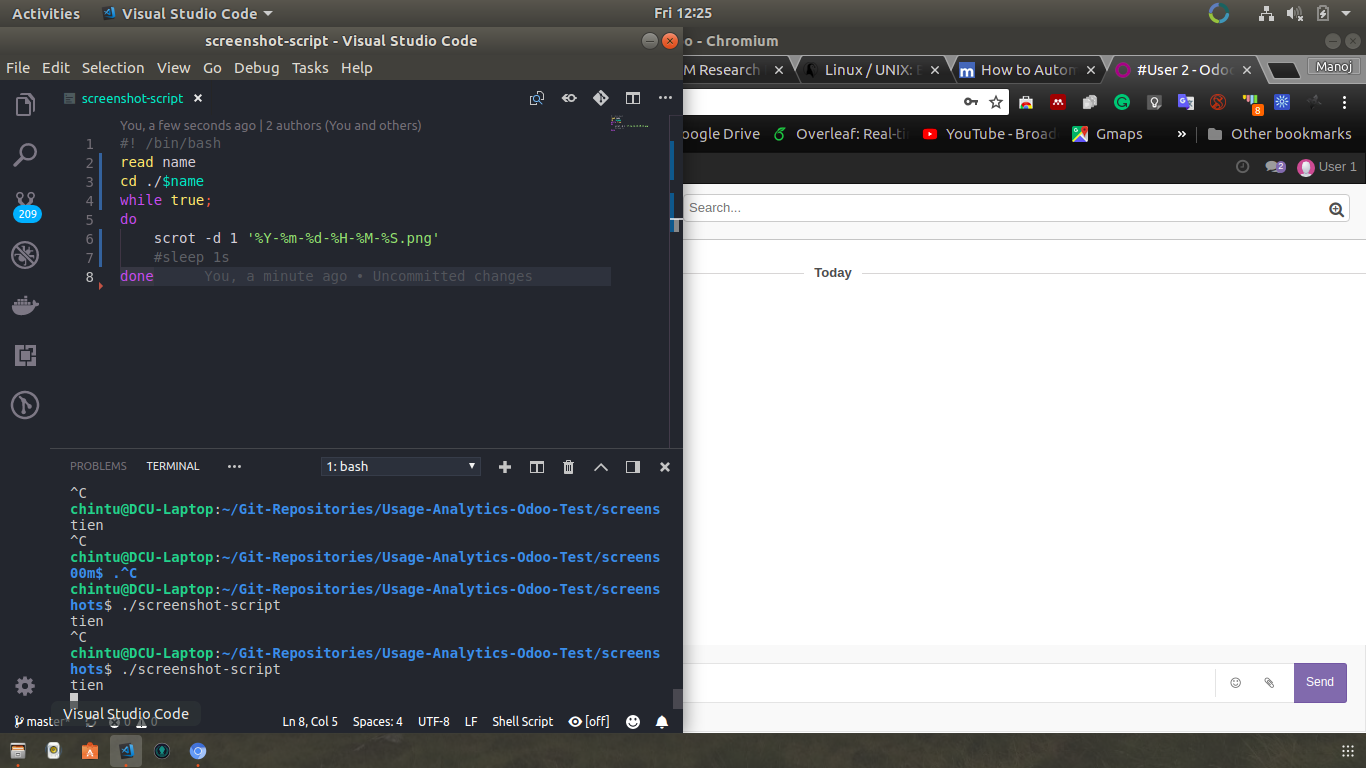 Activities Visual Studio Code Fri 12:25
screenshot-script - Visual Studio Code
o - Chromium
File Edit Selection View Go Debug Tasks Help
M Research Linux / UNIX: How to Autom #User 2 - Odo Manoj
screenshot-script
8
oogle Drive Overleaf: Real-ti YouTube - Broad Gmaps » Other bookmarks
You, a few seconds ago | 2 authors (You and others)
1 #! /bin/bash
2 read name
3 cd ./$name
4 while true;
5 do
6 scrot -d 1 '%Y-%m-%d-%H-%M-%S.png'
7 #sleep 1s
8 done You, a minute ago • Uncommitted changes
209
2 User 1
Search...
Today
PROBLEMS TERMINAL ••• 1: bash
^C
chintu@DCU-Laptop:~/Git-Repositories/Usage-Analytics-Odoo-Test/screens
tien
^C
chintu@DCU-Laptop:~/Git-Repositories/Usage-Analytics-Odoo-Test/screens
00m$ .^C
chintu@DCU-Laptop:~/Git-Repositories/Usage-Analytics-Odoo-Test/screens
hots$ ./screenshot-script
tien
^C
chintu@DCU-Laptop:~/Git-Repositories/Usage-Analytics-Odoo-Test/screens
hots$ ./screenshot-script
tien
Send
Visual Studio Code
master Ln 8, Col 5 Spaces: 4 UTF-8 LF Shell Script [off]